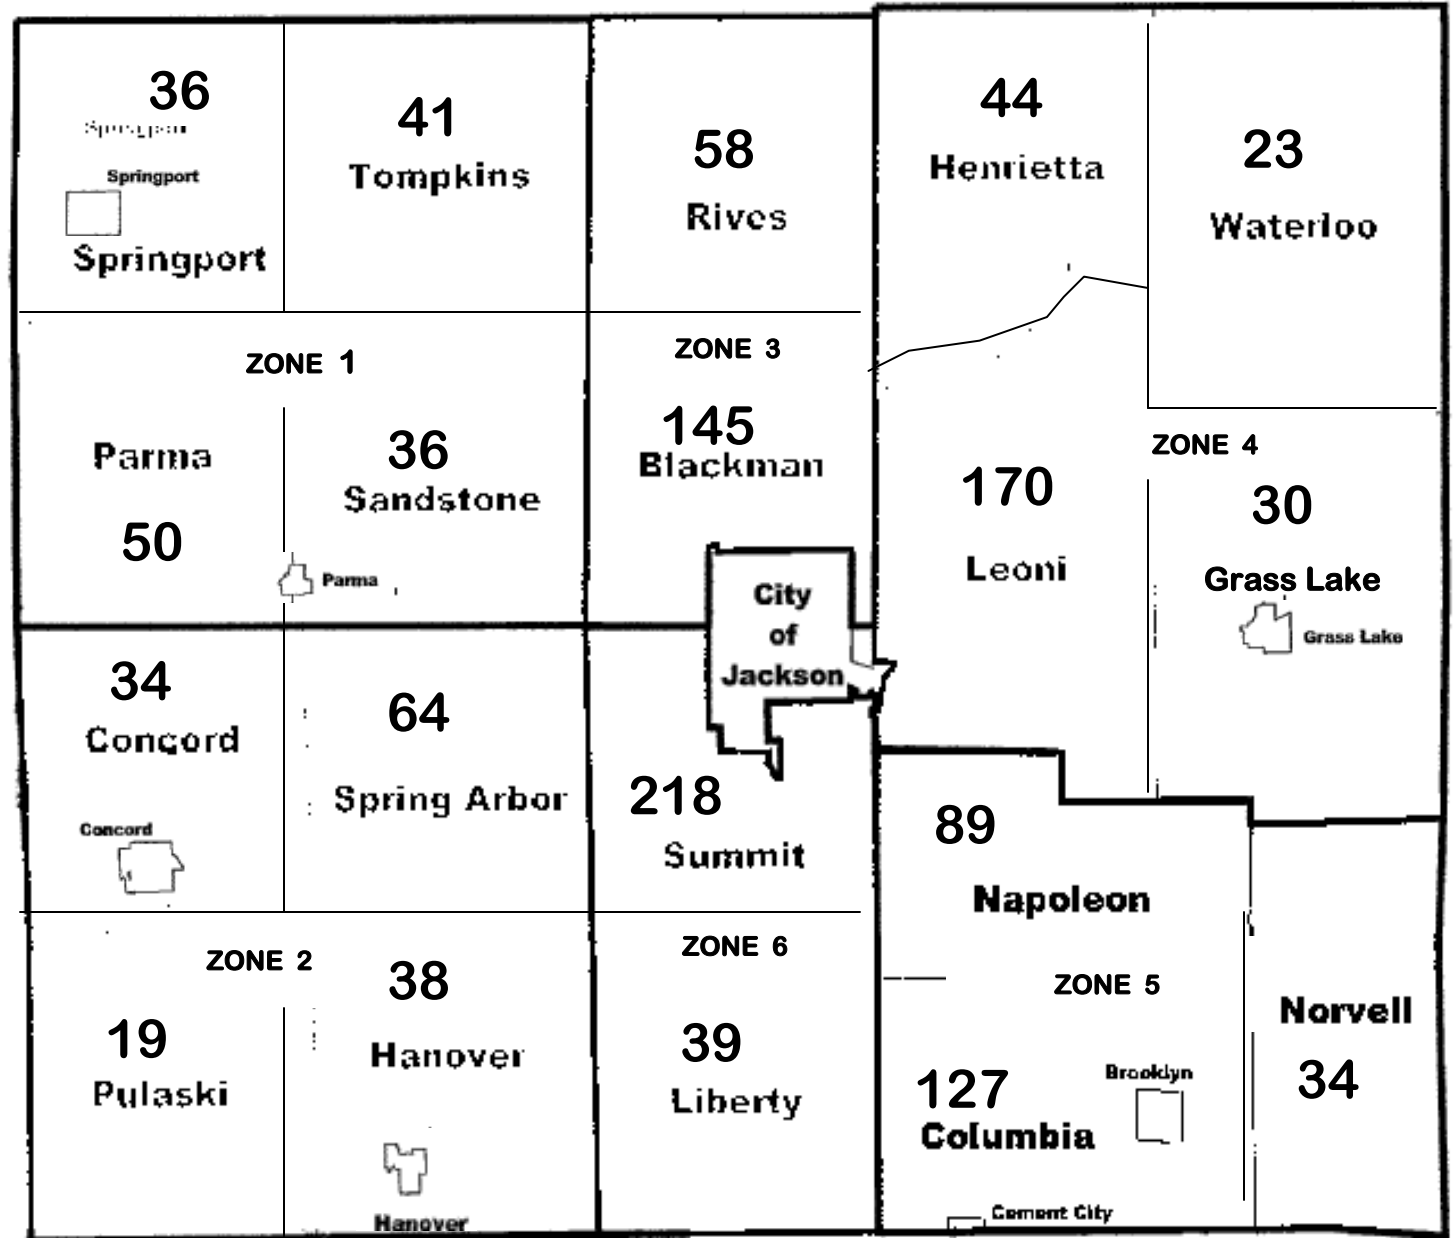 36
Springport
Springport
Springport
41
Tompkins
58
Rives
44
Henrietta
23
Waterloo
ZONE 1
Parma
50
36
Sandstone
Parma
ZONE 3
145
Blackman
City
of
Jackson
170
Leoni
ZONE 4
30
Grass Lake
Grass Lake
34
Concord
Concord
64
Spring Arbor
218
Summit
89
Napoleon
ZONE 2
19
Pulaski
38
Hanover
Hanover
ZONE 6
39
Liberty
ZONE 5
127
Columbia
Brooklyn
Cement City
Norvell
34